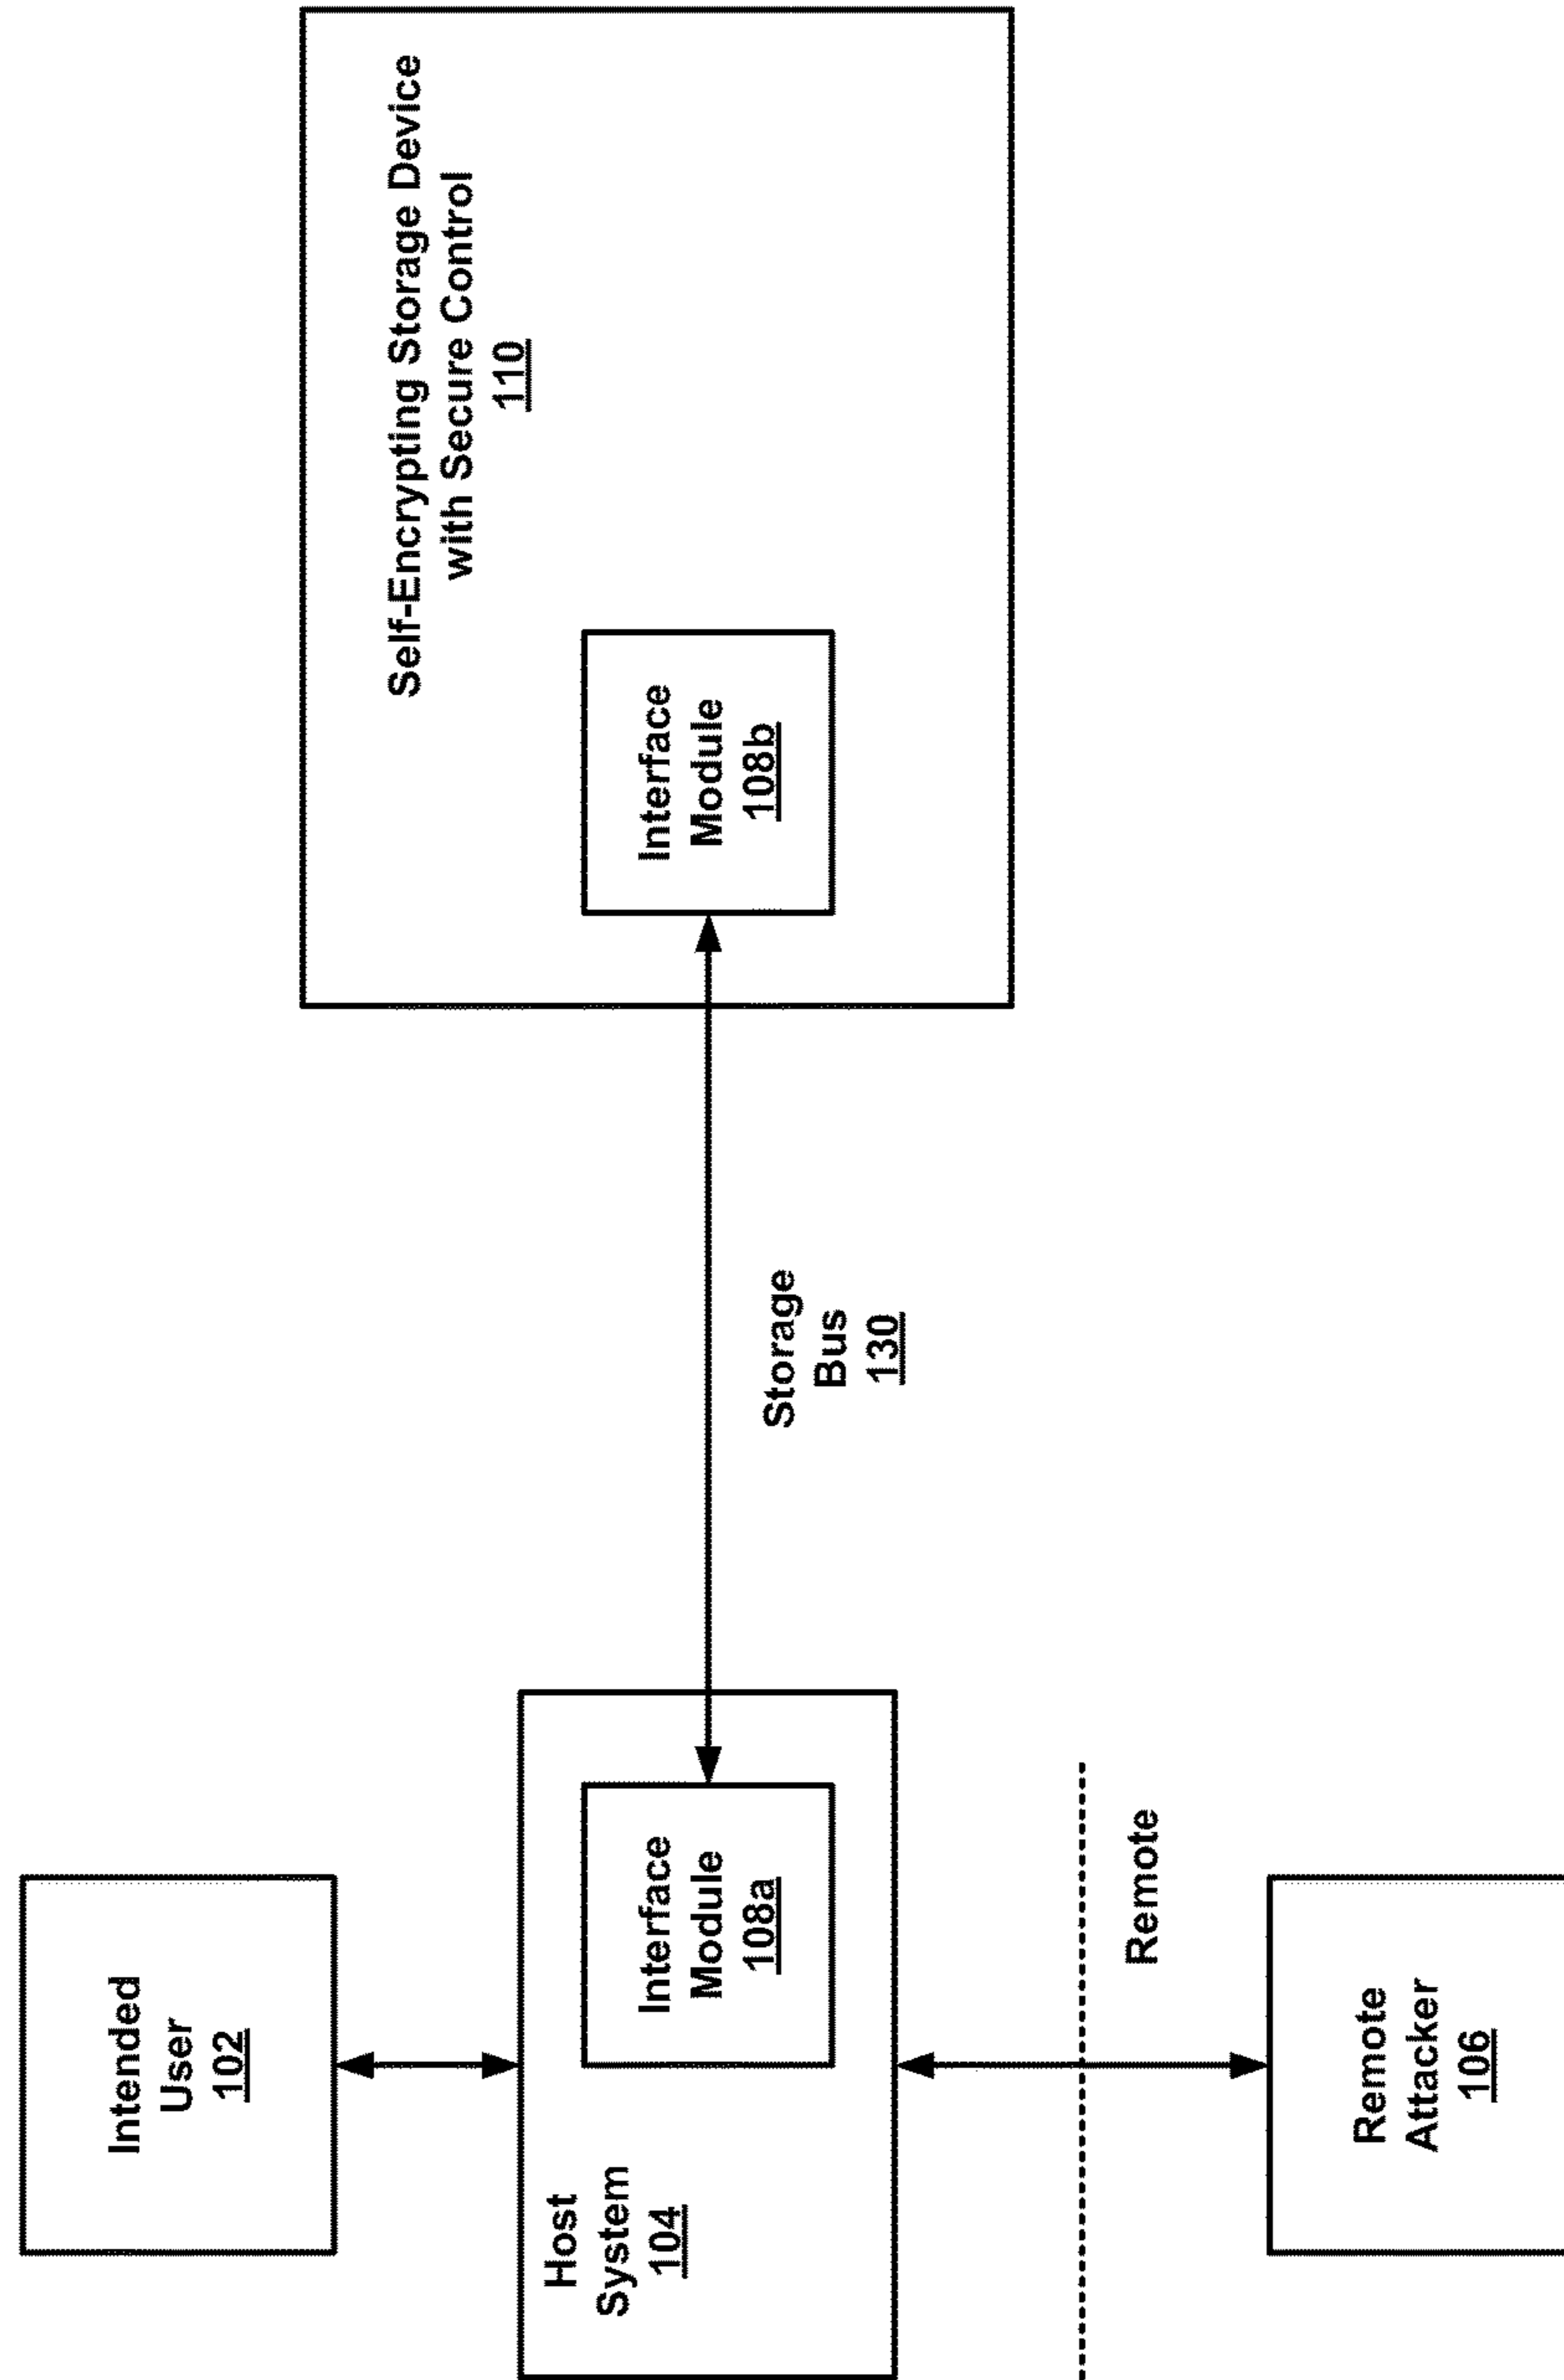 Intended
User
102
Host
System
104
Interface
Module
108a
Storage
Bus
130
Self-Encrypting Storage Device
with Secure Control
110
Interface
Module
108b
Remote
Remote
Attacker
106